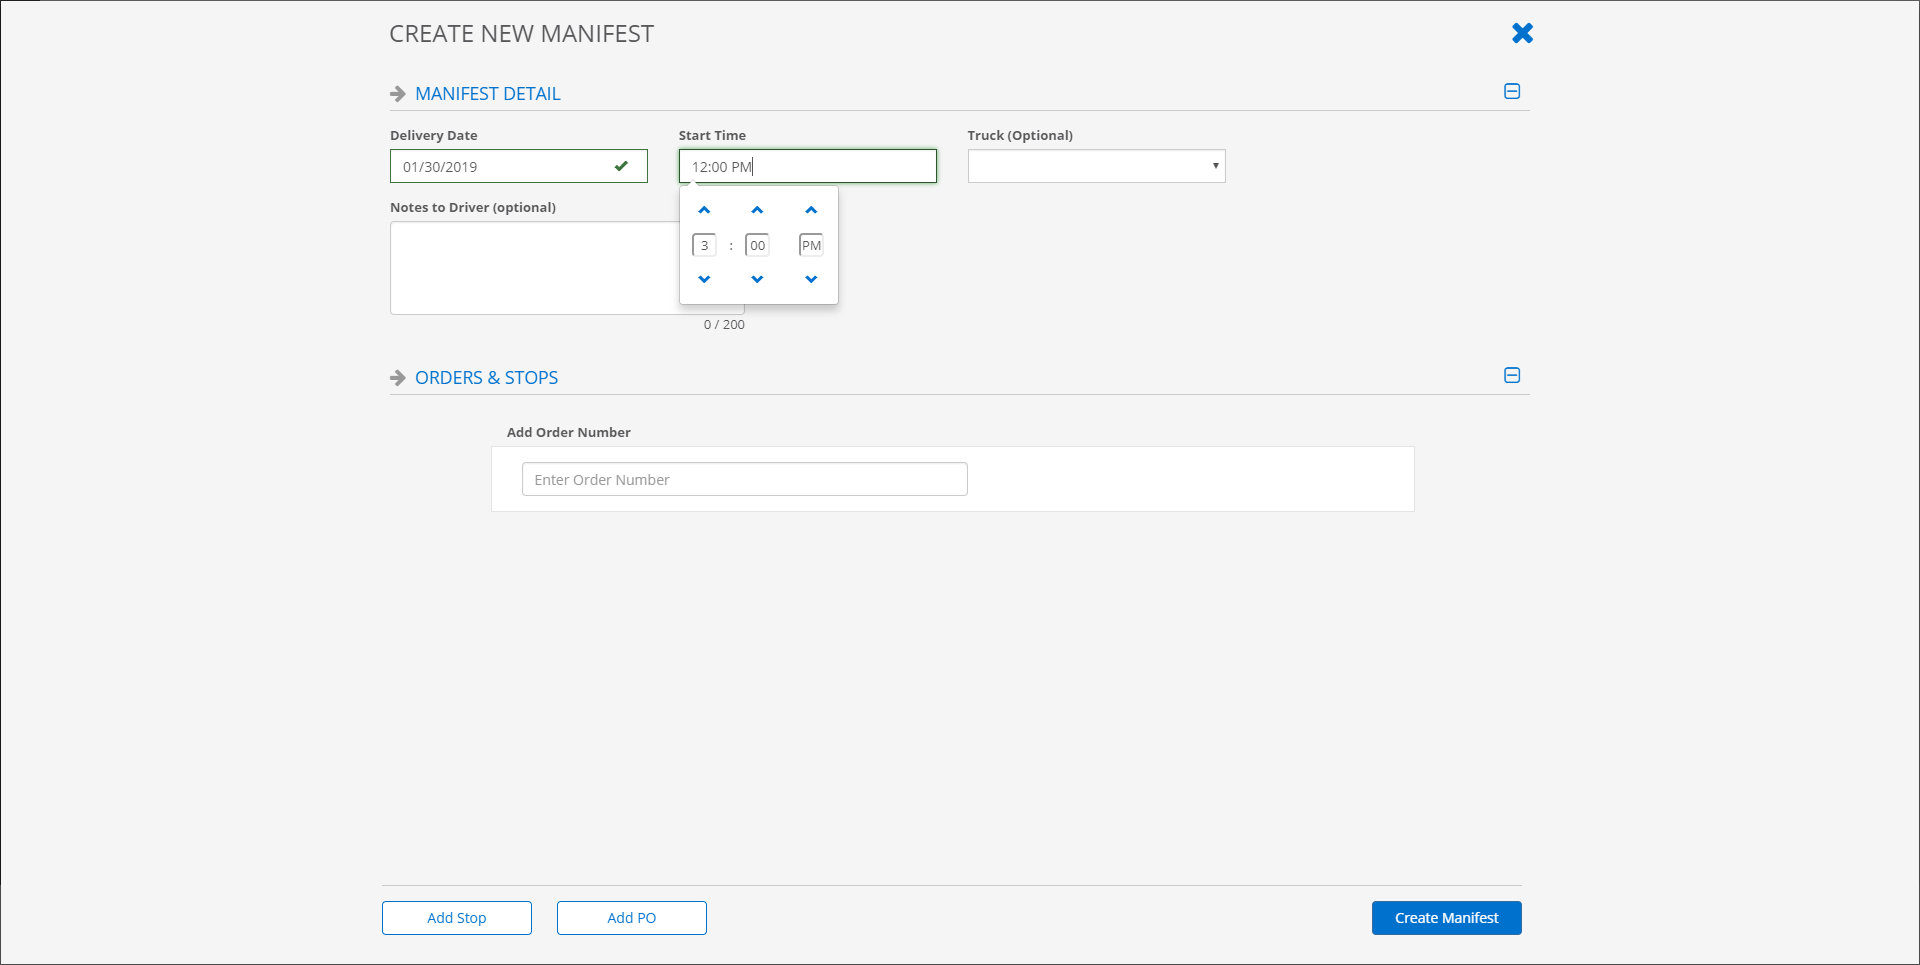 CREATE NEW MANIFEST
MANIFEST DETAIL
Delivery Date
Start Time
Truck (Optional)
01/30/2019
12:00 PM
Notes to Driver (optional)
3 : 00 PM
0 / 200
ORDERS & STOPS
Add Order Number
Enter Order Number
Add Stop
Add PO
Create Manifest